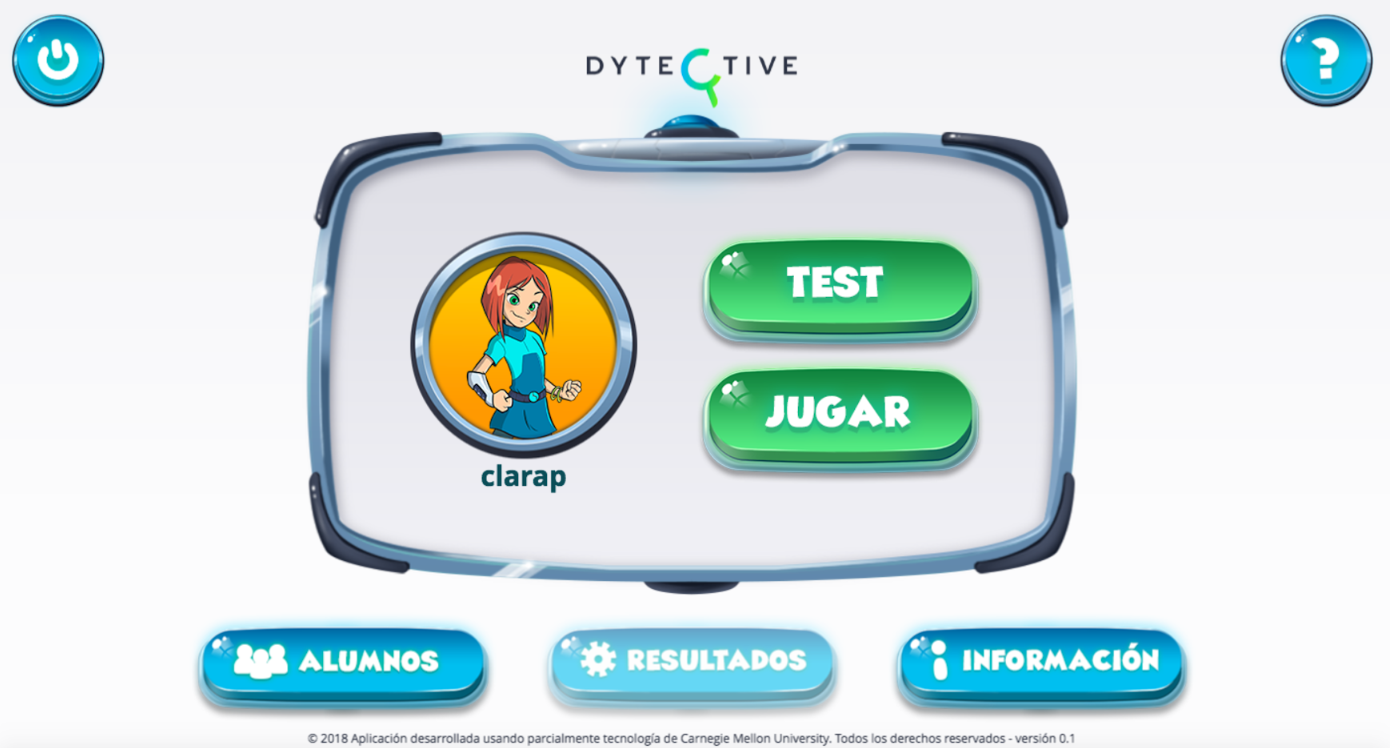 DYTECTIVE
TEST
JUGAR
clarap
ALUMNOS
RESULTADOS
INFORMACIÓN
© 2018 Aplicación desarrollada usando parcialmente tecnología de Carnegie Mellon University. Todos los derechos reservados - versión 0.1